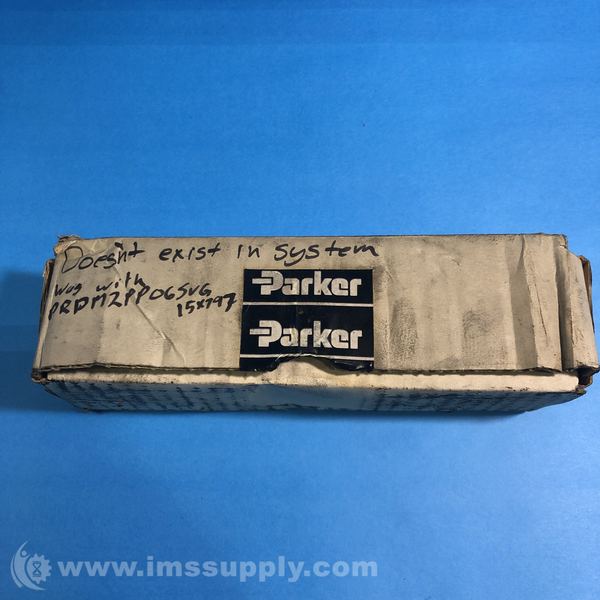 Doesn't exist in system
Was with
PRDM2PP06SVG
15X797
Parker
Parker
www.imssupply.com